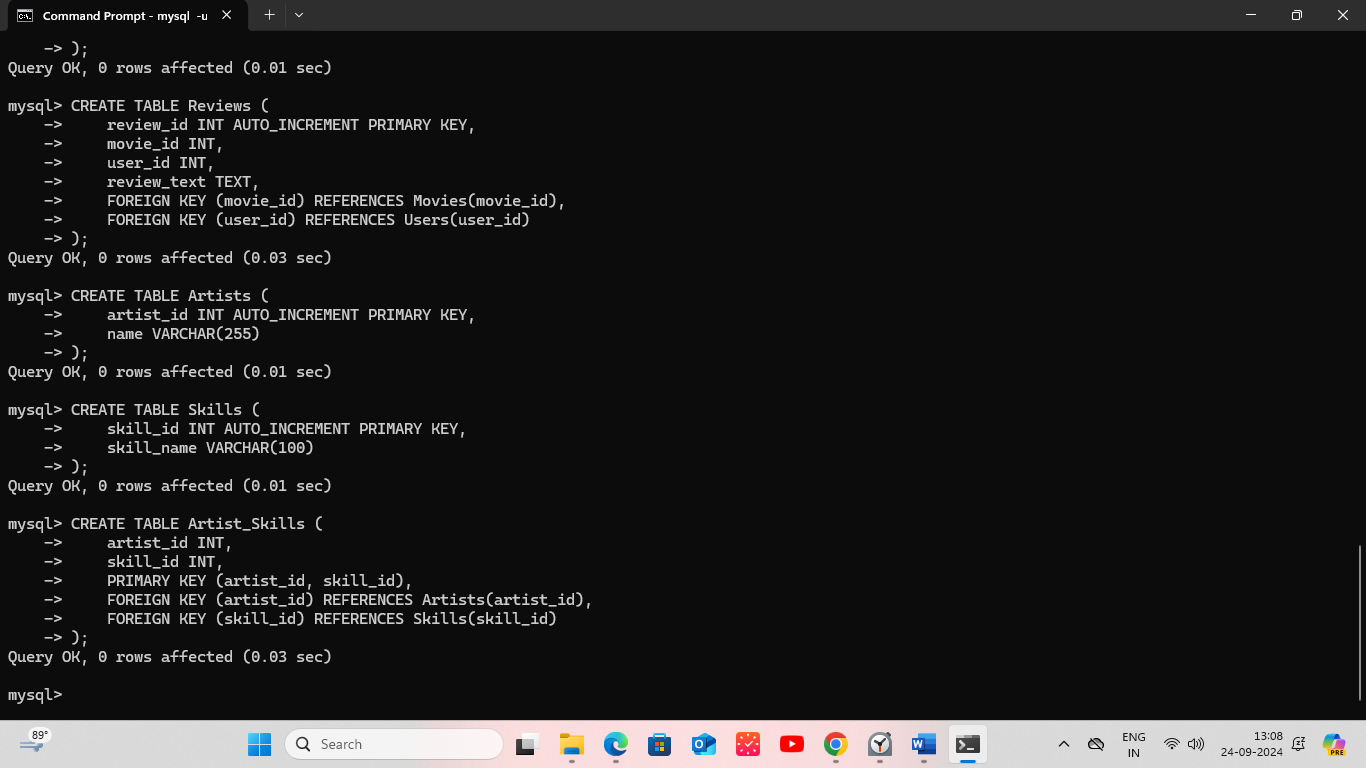 Command Prompt - mysql -u
-> );
Query OK, 0 rows affected (0.01 sec)
mysql> CREATE TABLE Reviews (
-> review_id INT AUTO_INCREMENT PRIMARY KEY,
-> movie_id INT,
-> user_id INT,
-> review_text TEXT,
-> FOREIGN KEY (movie_id) REFERENCES Movies(movie_id),
-> FOREIGN KEY (user_id) REFERENCES Users(user_id)
-> );
Query OK, 0 rows affected (0.03 sec)
mysql> CREATE TABLE Artists (
-> artist_id INT AUTO_INCREMENT PRIMARY KEY,
-> name VARCHAR(255)
-> );
Query OK, 0 rows affected (0.01 sec)
mysql> CREATE TABLE Skills (
-> skill_id INT AUTO_INCREMENT PRIMARY KEY,
-> skill_name VARCHAR(100)
-> );
Query OK, 0 rows affected (0.01 sec)
mysql> CREATE TABLE Artist_Skills (
-> artist_id INT,
-> skill_id INT,
-> PRIMARY KEY (artist_id, skill_id),
-> FOREIGN KEY (artist_id) REFERENCES Artists(artist_id),
-> FOREIGN KEY (skill_id) REFERENCES Skills(skill_id)
-> );
Query OK, 0 rows affected (0.03 sec)
mysql>
89°
Search
ENG
IN
13:08
24-09-2024
PRE